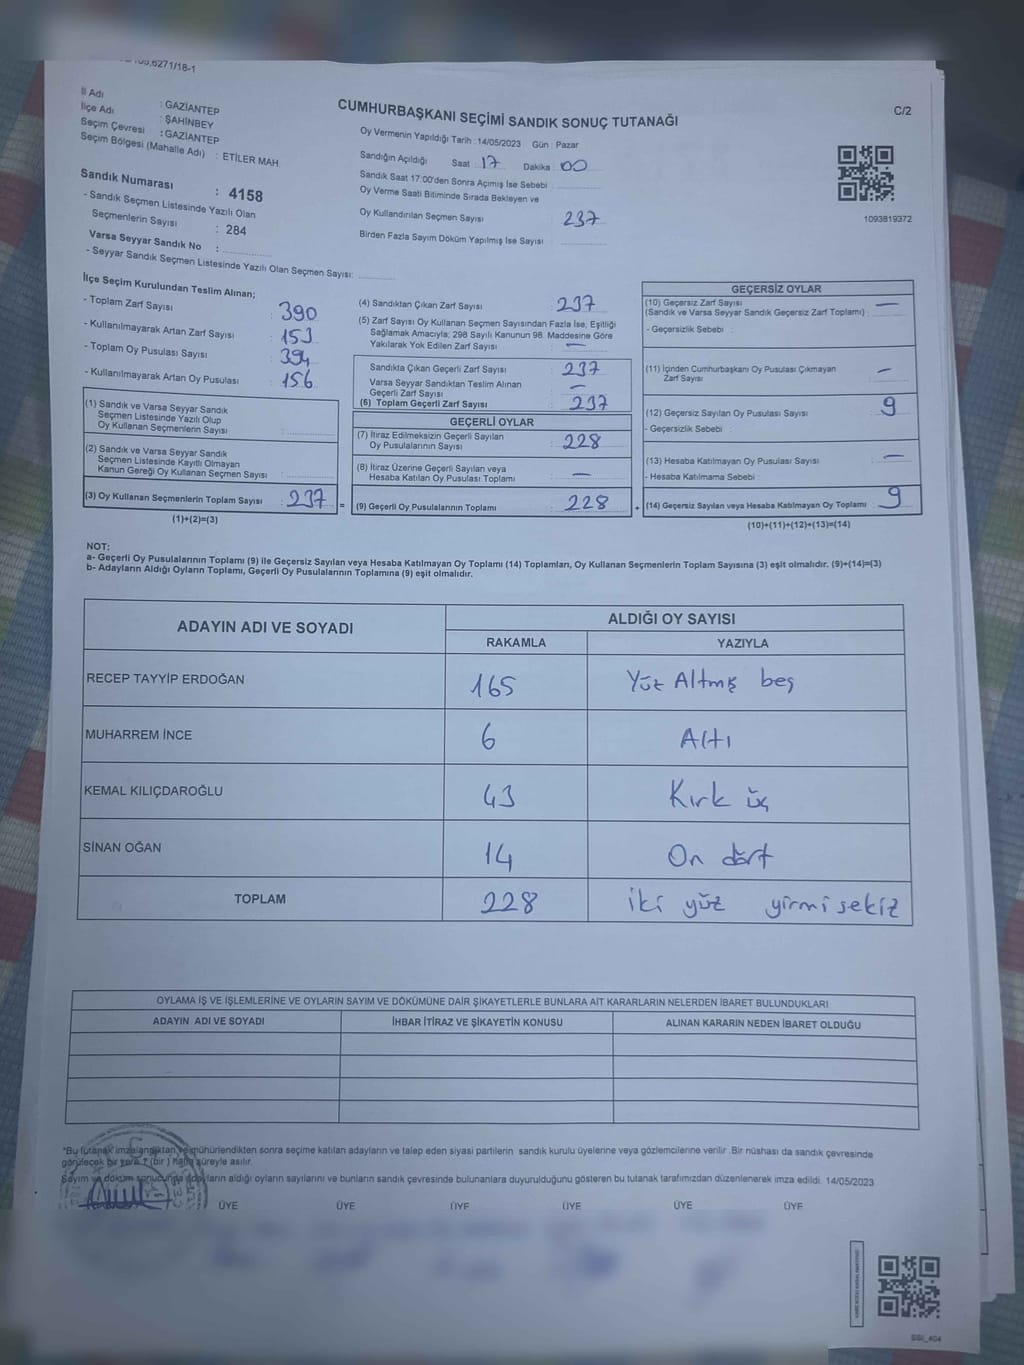 6271/18-1
İl Adı : GAZİANTEP
İlçe Adı : ŞAHİNBEY
Seçim Çevresi : GAZİANTEP
Seçim Bölgesi (Mahalle Adı) : ETİLER MAH
CUMHURBAŞKANI SEÇİMİ SANDIK SONUÇ TUTANAĞI
C/2
Oy Vermenin Yapıldığı Tarih :14/05/2023 Gün Pazar
Sandığın Açıldığı Saat 17 Dakika 00
Sandık Saat 17:00'den Sonra Açımış İse Sebebi
Oy Verme Saati Bitiminde Sırada Bekleyen ve
Oy Kullandırılan Seçmen Sayısı 237
Birden Fazla Sayım Döküm Yapılmış İse Sayısı
1093819372
Sandık Numarası : 4158
- Sandık Seçmen Listesinde Yazılı Olan
Seçmenlerin Sayısı : 284
Varsa Seyyar Sandık No :
- Seyyar Sandık Seçmen Listesinde Yazılı Olan Seçmen Sayısı:
İlçe Seçim Kurulundan Teslim Alınan;
- Toplam Zarf Sayısı : 390
- Kullanılmayarak Artan Zarf Sayısı : 153
- Toplam Oy Pusulası Sayısı : 394
- Kullanılmayarak Artan Oy Pusulası : 156
(1) Sandık ve Varsa Seyyar Sandık
Seçmen Listesinde Yazılı Olup
Oy Kullanan Seçmenlerin Sayısı :
(2) Sandık ve Varsa Seyyar Sandık
Seçmen Listesinde Kayıtlı Olmayan
Kanun Gereği Oy Kullanan Seçmen Sayısı :
(3) Oy Kullanan Seçmenlerin Toplam Sayısı : 237 =
(1)+(2)=(3)
(4) Sandıktan Çıkan Zarf Sayısı : 237
(5) Zarf Sayısı Oy Kullanan Seçmen Sayısından Fazla İse, Eşitliği
Sağlamak Amacıyla; 298 Sayılı Kanunun 98. Maddesine Göre
Yakılarak Yok Edilen Zarf Sayısı : —
Sandıkta Çıkan Geçerli Zarf Sayısı : 237
Varsa Seyyar Sandıktan Teslim Alınan
Geçerli Zarf Sayısı : —
(6) Toplam Geçerli Zarf Sayısı : 237
GEÇERLİ OYLAR
(7) İtiraz Edilmeksizin Geçerli Sayılan
Oy Pusulalarının Sayısı : 228
(8) İtiraz Üzerine Geçerli Sayılan veya
Hesaba Katılan Oy Pusulası Toplamı : —
(9) Geçerli Oy Pusulalarının Toplamı : 228 +
GEÇERSİZ OYLAR
(10) Geçersiz Zarf Sayısı
(Sandık ve Varsa Seyyar Sandık Geçersiz Zarf Toplamı) : —
- Geçersizlik Sebebi :
(11) İçinden Cumhurbaşkanı Oy Pusulası Çıkmayan
Zarf Sayısı : —
(12) Geçersiz Sayılan Oy Pusulası Sayısı : 9
- Geçersizlik Sebebi :
(13) Hesaba Katılmayan Oy Pusulası Sayısı : —
- Hesaba Katılmama Sebebi :
(14) Geçersiz Sayılan veya Hesaba Katılmayan Oy Toplamı : 9
(10)+(11)+(12)+(13)=(14)
NOT:
a- Geçerli Oy Pusulalarının Toplamı (9) ile Geçersiz Sayılan veya Hesaba Katılmayan Oy Toplamı (14) Toplamları, Oy Kullanan Seçmenlerin Toplam Sayısına (3) eşit olmalıdır. (9)+(14)=(3)
b- Adayların Aldığı Oyların Toplamı, Geçerli Oy Pusulalarının Toplamına (9) eşit olmalıdır.
ADAYIN ADI VE SOYADI ALDIĞI OY SAYISI
RAKAMLA YAZIYLA
RECEP TAYYİP ERDOĞAN 165 Yüz Altmış beş
MUHARREM İNCE 6 Altı
KEMAL KILIÇDAROĞLU 43 Kırk üç
SİNAN OĞAN 14 On dört
TOPLAM 228 iki yüz yirmi sekiz
OYLAMA İŞ VE İŞLEMLERİNE VE OYLARIN SAYIM VE DÖKÜMÜNE DAİR ŞİKAYETLERLE BUNLARA AİT KARARLARIN NELERDEN İBARET BULUNDUKLARI
ADAYIN ADI VE SOYADI İHBAR İTİRAZ VE ŞİKAYETİN KONUSU ALINAN KARARIN NEDEN İBARET OLDUĞU
*Bu tutanak imzalandıktan ve mühürlendikten sonra seçime katılan adayların ve talep eden siyasi partilerin sandık kurulu üyelerine veya gözlemcilerine verilir .Bir nüshası da sandık çevresinde
görülecek bir yere 7 (bir) hafta süreyle asılır.
Sayım ve döküm sonucunda adayların aldığı oyların sayılarını ve bunların sandık çevresinde bulunanlara duyurulduğunu gösteren bu tutanak tarafımızdan düzenlenerek imza edildi. 14/05/2023
ÜYE ÜYE ÜYE ÜYE ÜYE ÜYE